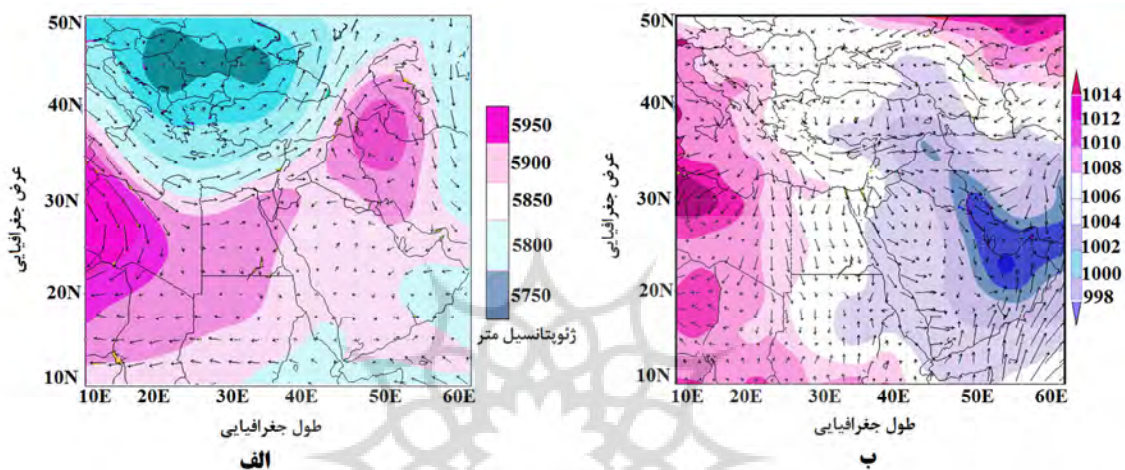 50N
40N
30N
20N
10N
عرض جغرافیایی
10E 20E 30E 40E 50E 60E
طول جغرافیایی
الف
5950
5900
5850
5800
5750
ژئوپتانسیل متر
50N
40N
30N
20N
10N
عرض جغرافیایی
10E 20E 30E 40E 50E 60E
طول جغرافیایی
ب
1014
1012
1010
1008
1006
1004
1002
1000
998